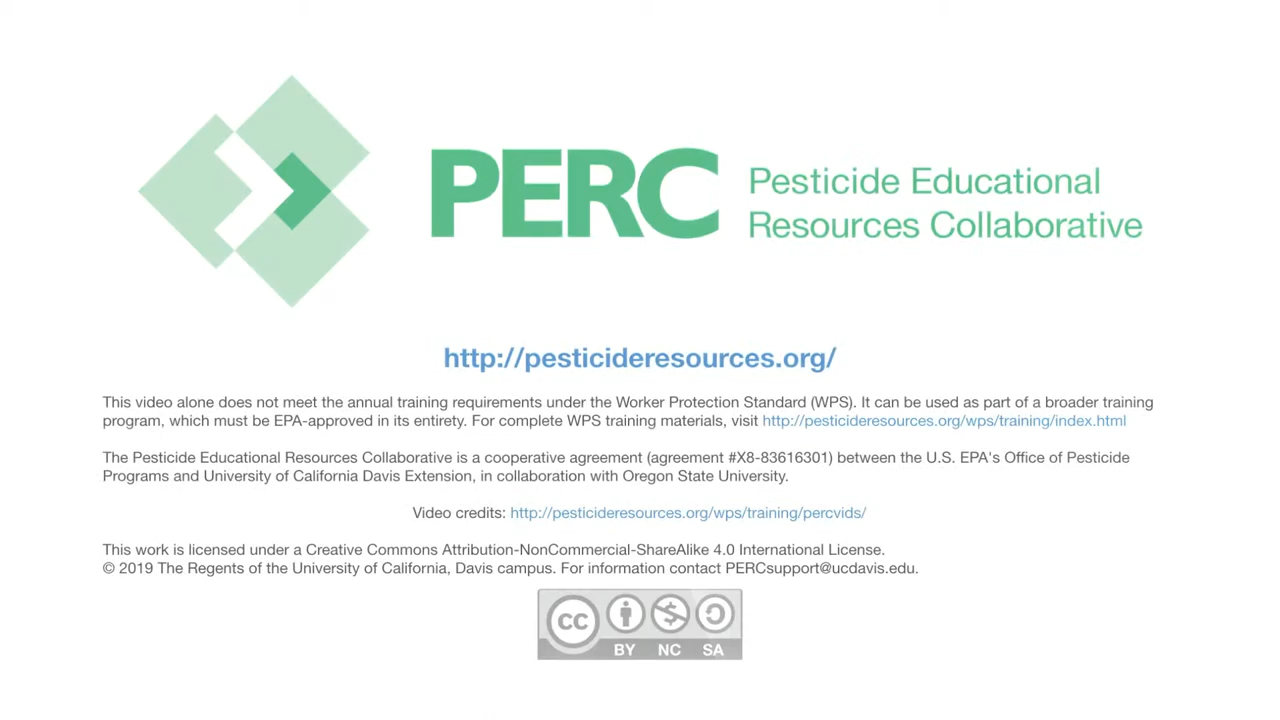 PERC
Pesticide Educational
Resources Collaborative
http://pesticideresources.org/
This video alone does not meet the annual training requirements under the Worker Protection Standard (WPS). It can be used as part of a broader training
program, which must be EPA-approved in its entirety. For complete WPS training materials, visit http://pesticideresources.org/wps/training/index.html
The Pesticide Educational Resources Collaborative is a cooperative agreement (agreement #X8-83616301) between the U.S. EPA's Office of Pesticide
Programs and University of California Davis Extension, in collaboration with Oregon State University.
Video credits: http://pesticideresources.org/wps/training/percvids/
This work is licensed under a Creative Commons Attribution-NonCommercial-ShareAlike 4.0 International License.
© 2019 The Regents of the University of California, Davis campus. For information contact PERCsupport@ucdavis.edu.
CC
BY NC SA